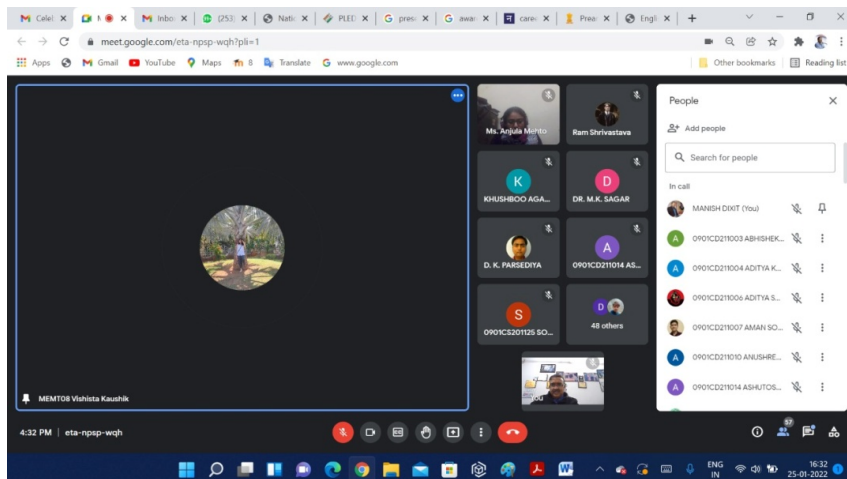 Celel
Inbo
(253)
Natio
PLED
pres
awar
care
Prea
Engli
meet.google.com/eta-npsp-wqh?pli=1
Apps Gmail YouTube Maps 8 Translate www.google.com Other bookmarks Reading list
Ms. Anjula Mehto
Ram Shrivastava
K
KHUSHBOO AGA...
D
DR. M.K. SAGAR
D. K. PARSEDIYA
A
0901CD211014 AS...
S
0901CS201125 SO...
D
48 others
You
MEMT08 Vishista Kaushik
People
Add people
Search for people
In call
MANISH DIXIT (You)
A 0901CD211003 ABHISHEK...
A 0901CD211004 ADITYA K...
0901CD211006 ADITYA S...
0901CD211007 AMAN SO...
A 0901CD211010 ANUSHRE...
A 0901CD211014 ASHUTOS...
4:32 PM | eta-npsp-wqh
57
ENG
IN
16:32
25-01-2022